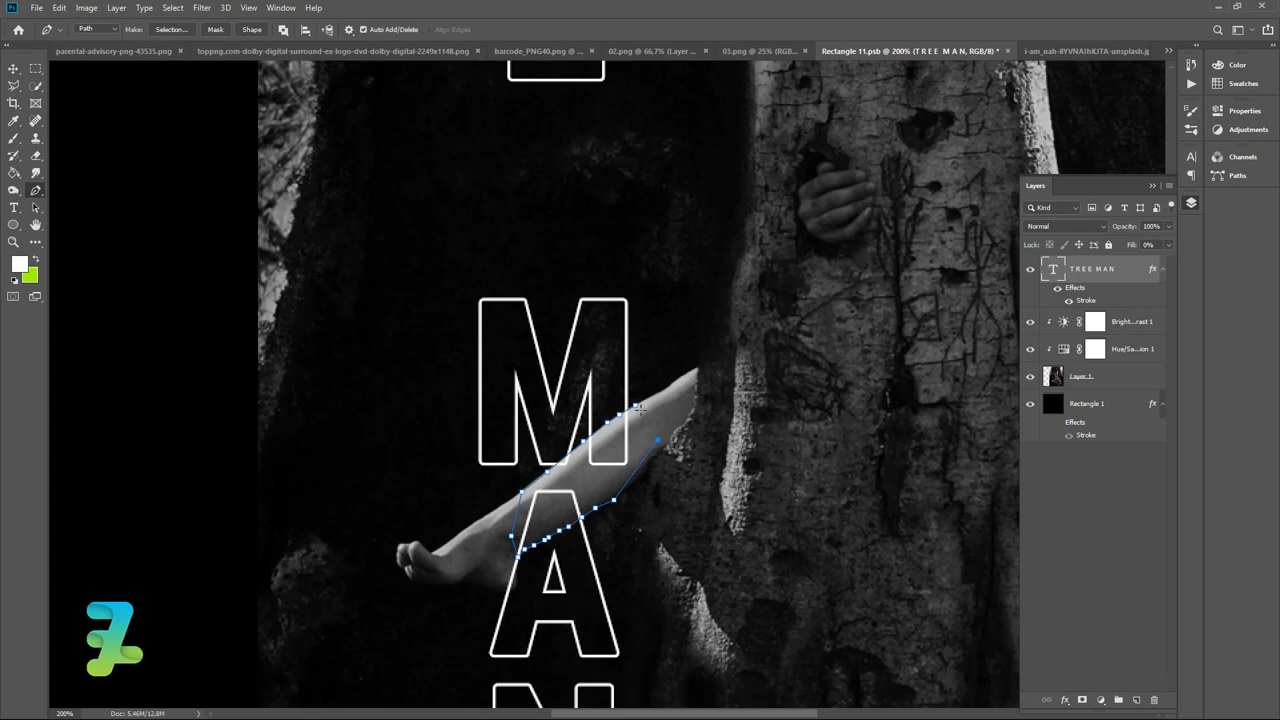 File Edit Image Layer Type Select Filter 3D View Window Help
Path Make: Selection... Mask Shape Auto Add/Delete Align Edges
parental-advisory-png-43535.png × toppng.com-dolby-digital-surround-ex-logo-dvd-dolby-digital-2249x1148.png × barcode_PNG40.png @ ... × 02.png @ 66,7% (Layer ... × 03.png @ 25% (RGB... × Rectangle 11.psb @ 200% (T R E E M A N, RGB/8) * × i-am_nah-8YVNAIhKJTA-unsplash.jp
Color
Swatches
Properties
Adjustments
Channels
Paths
Layers
Kind
Normal Opacity: 100%
Lock: Fill: 0%
T R E E M A N fx
Effects
Stroke
Bright...rast 1
Hue/Sa...ion 1
Layer 1
Rectangle 1 fx
Effects
Stroke
M
A
200% Doc: 5,46M/12,8M